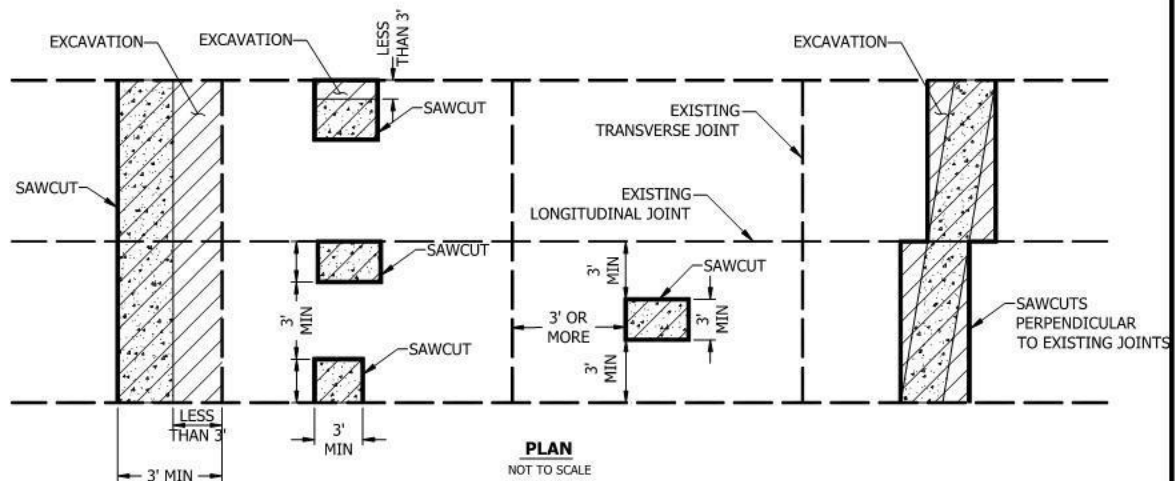 EXCAVATION
EXCAVATION
LESS
THAN 3'
EXCAVATION
SAWCUT
EXISTING
TRANSVERSE JOINT
SAWCUT
EXISTING
LONGITUDINAL JOINT
SAWCUT
3'
MIN
SAWCUT
3'
MIN
3' OR
MORE
3'
MIN
SAWCUTS
PERPENDICULAR
TO EXISTING JOINTS
SAWCUT
3'
MIN
LESS
THAN 3'
3'
MIN
3' MIN
PLAN
NOT TO SCALE